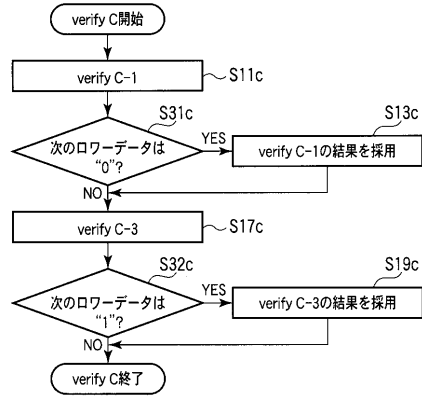 verify C開始
verify C-1
S11c
S31c
次のロワーデータは
“0”?
YES
S13c
verify C-1の結果を採用
NO
verify C-3
S17c
S32c
次のロワーデータは
“1”?
YES
S19c
verify C-3の結果を採用
NO
verify C終了